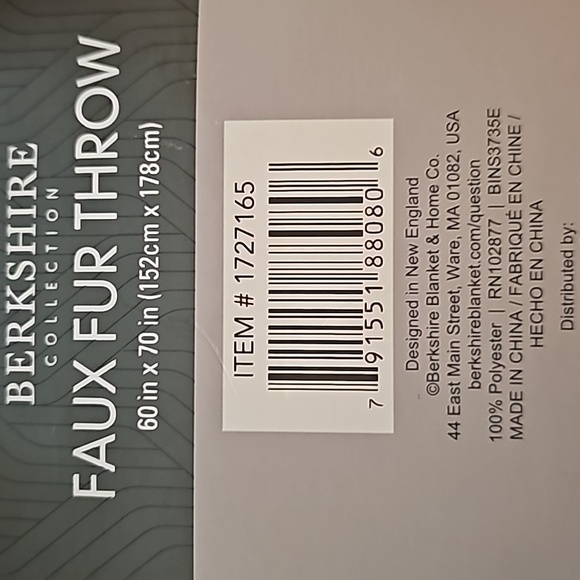 BERKSHIRE
COLLECTION
FAUX FUR THROW
60 in x 70 in (152cm x 178cm)
ITEM # 1727165
7 91551 88080 6
Designed in New England
©Berkshire Blanket & Home Co.
44 East Main Street, Ware, MA 01082, USA
berkshireblanket.com/question
100% Polyester | RN102877 | BINS3735E
MADE IN CHINA / FABRIQUÉ EN CHINE /
HECHO EN CHINA
Distributed by: